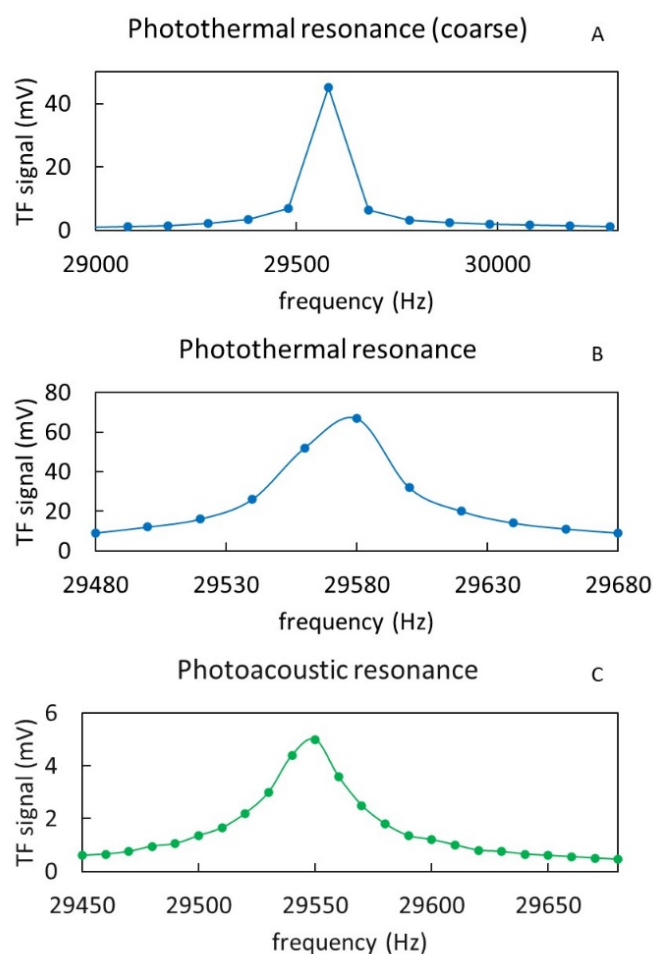 Photothermal resonance (coarse) A
TF signal (mV)
40
20
0
29000 29500 30000
frequency (Hz)
Photothermal resonance B
TF signal (mV)
80
60
40
20
0
29480 29530 29580 29630 29680
frequency (Hz)
Photoacoustic resonance C
TF signal (mV)
6
4
2
0
29450 29500 29550 29600 29650
frequency (Hz)